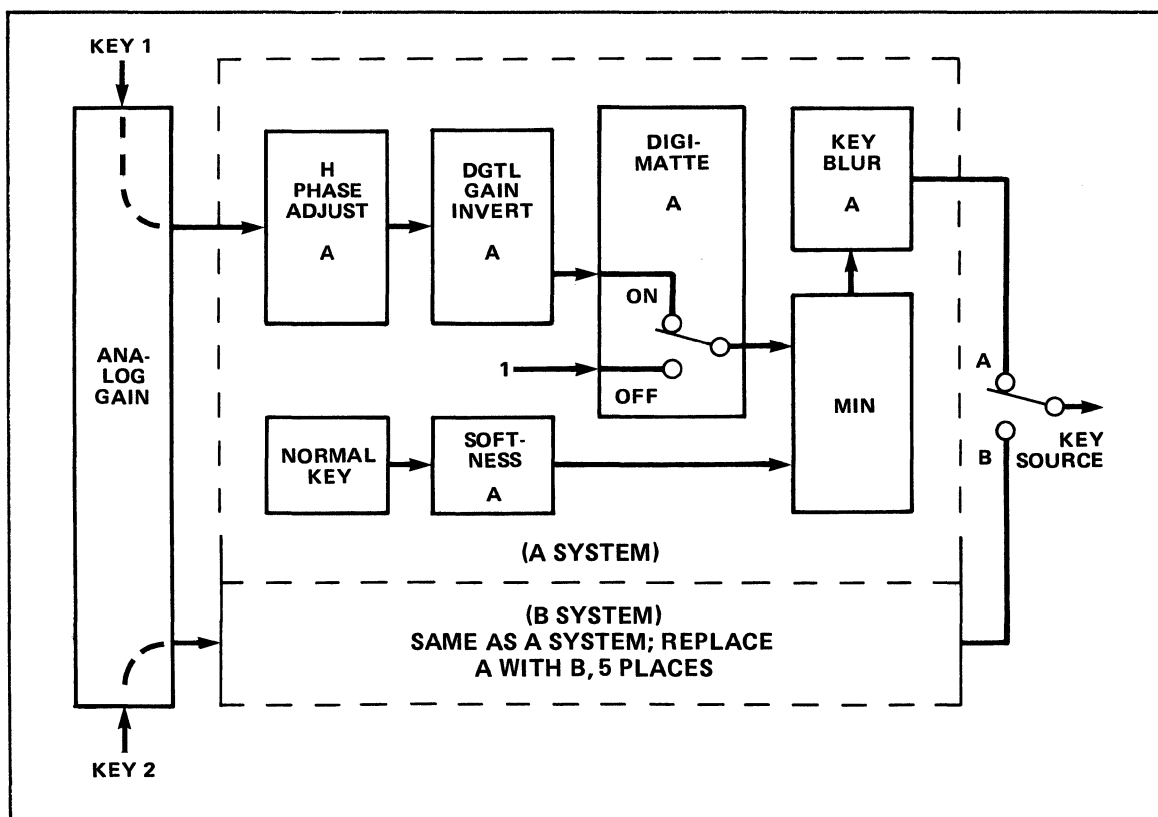 KEY 1
H
PHASE
ADJUST
A
DGTL
GAIN
INVERT
A
DIGI-
MATTE
A
KEY
BLUR
A
ON
1
OFF
ANA-
LOG
GAIN
MIN
A
B
KEY
SOURCE
NORMAL
KEY
SOFT-
NESS
A
(A SYSTEM)
(B SYSTEM)
SAME AS A SYSTEM; REPLACE
A WITH B, 5 PLACES
KEY 2